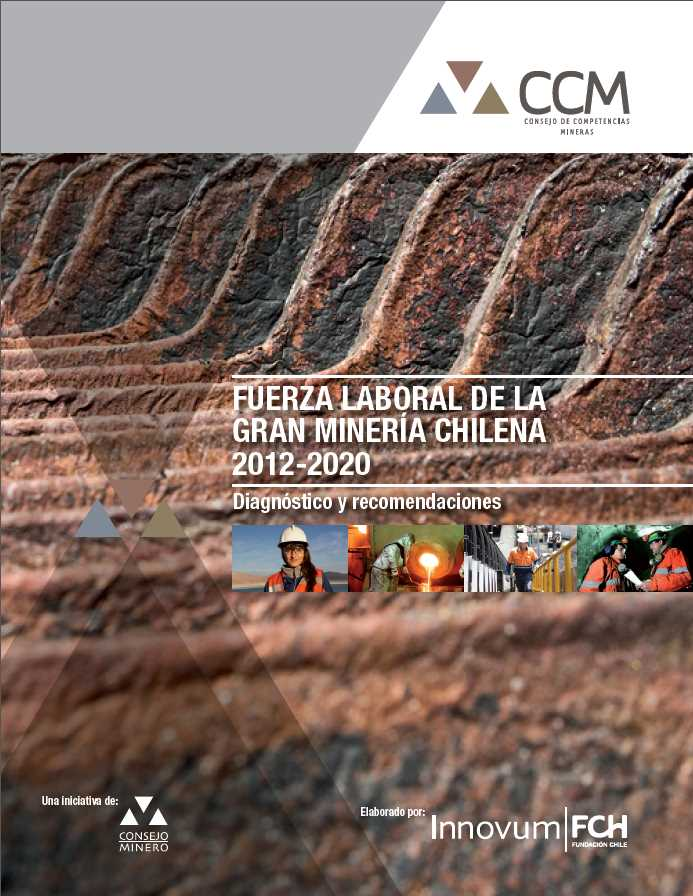 CCM
CONSEJO DE COMPETENCIAS
MINERAS
FUERZA LABORAL DE LA
GRAN MINERÍA CHILENA
2012-2020
Diagnóstico y recomendaciones
Una iniciativa de:
CONSEJO
MINERO
Elaborado por:
Innovum FCH
FUNDACIÓN CHILE